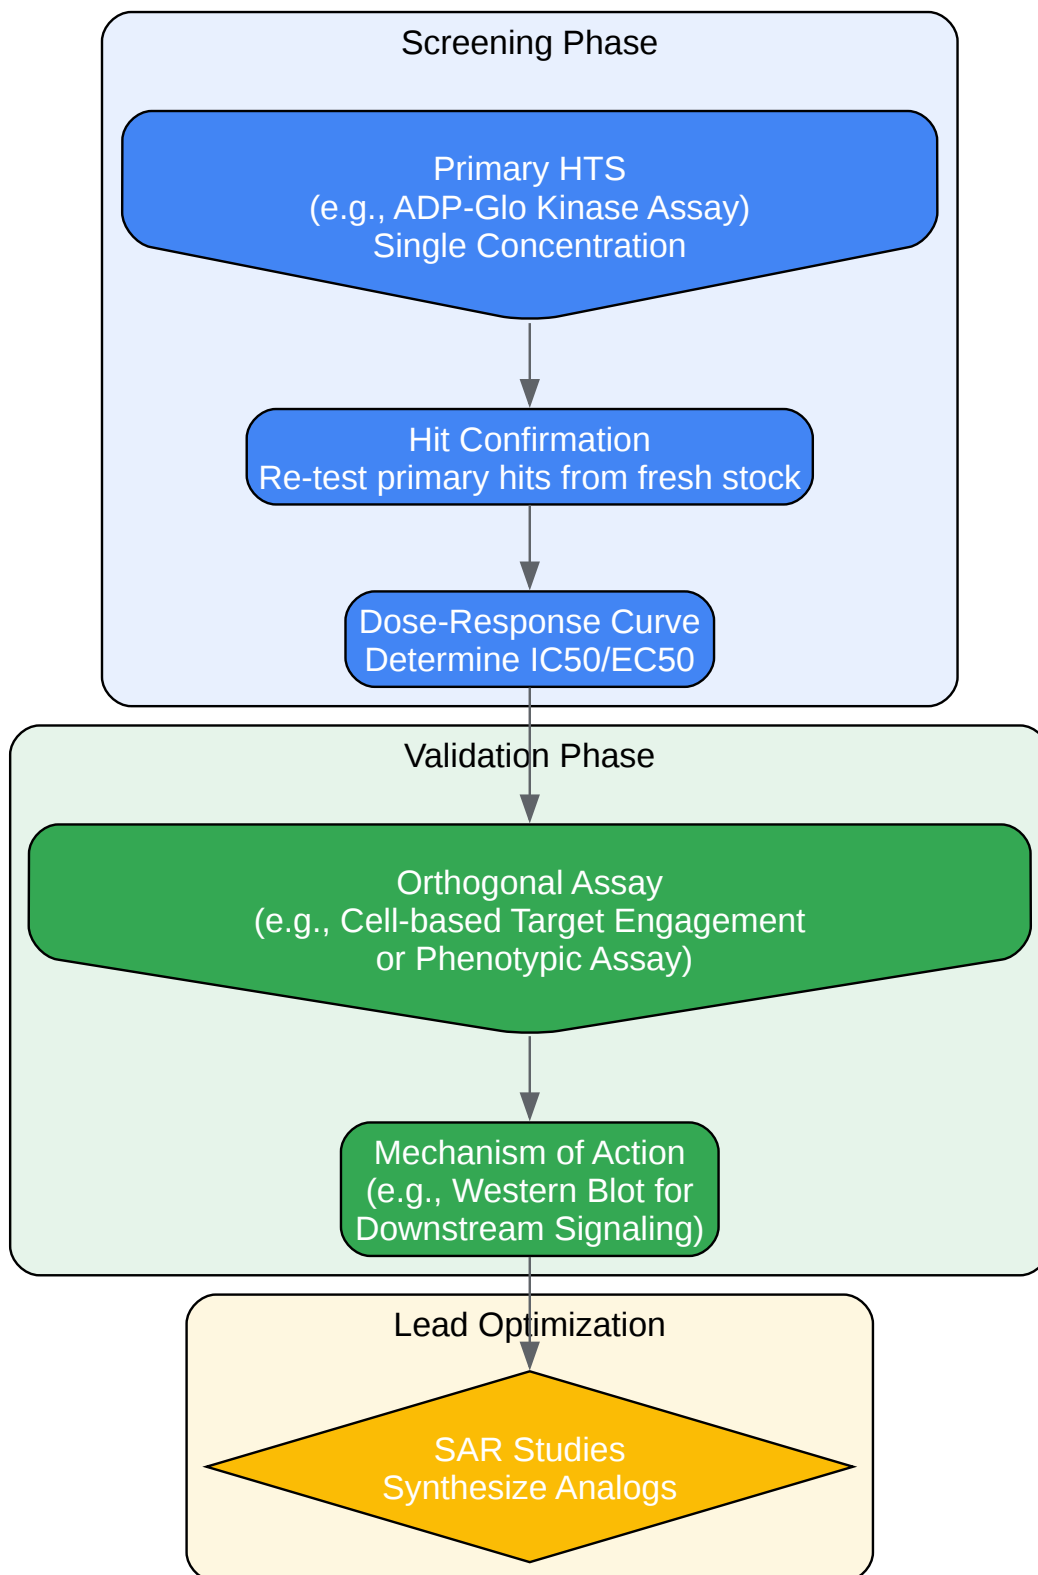 Screening Phase
Primary HTS
(e.g., ADP-Glo Kinase Assay)
Single Concentration
Hit Confirmation
Re-test primary hits from fresh stock
Dose-Response Curve
Determine IC50/EC50
Validation Phase
Orthogonal Assay
(e.g., Cell-based Target Engagement
or Phenotypic Assay)
Mechanism of Action
(e.g., Western Blot for
Downstream Signaling)
Lead Optimization
SAR Studies
Synthesize Analogs